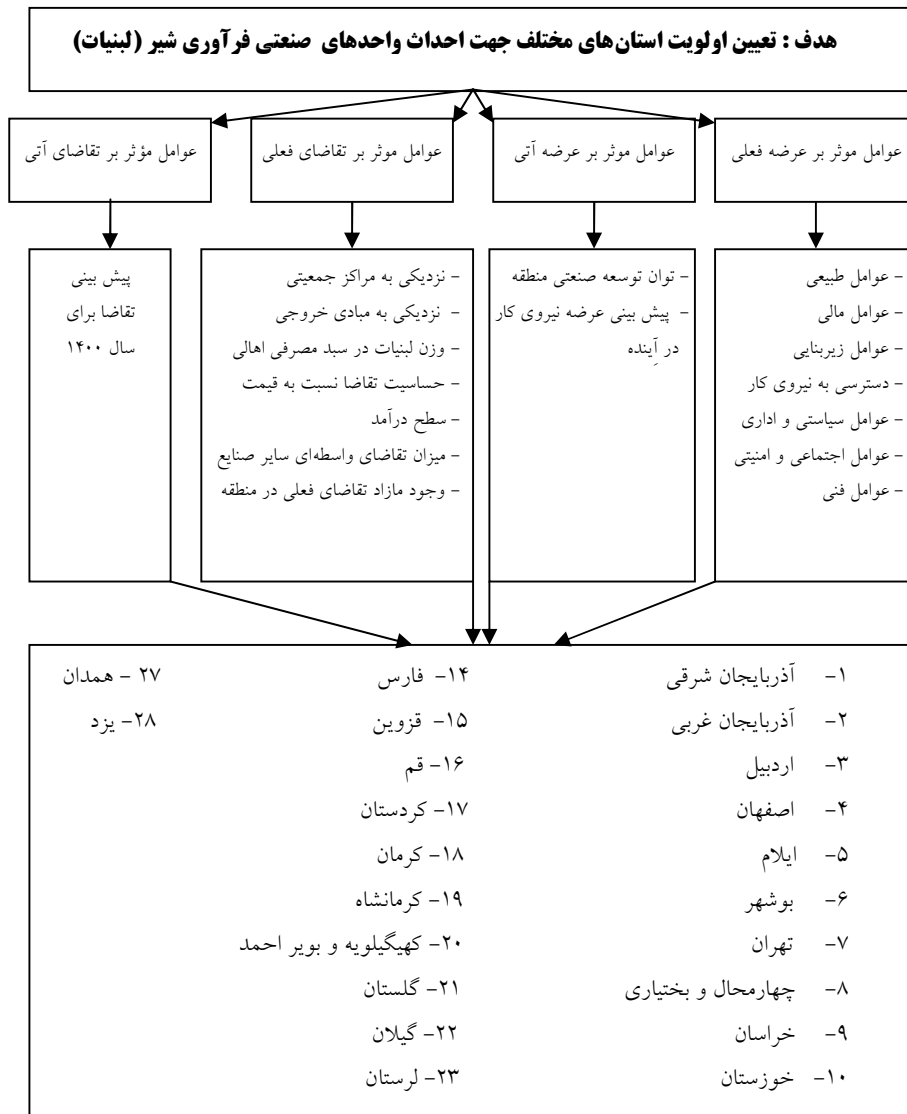 هدف : تعیین اولویت استان‌های مختلف جهت احداث واحدهای صنعتی فرآوری شیر (لبنیات)
عوامل موثر بر عرضه فعلی
عوامل موثر بر عرضه آتی
عوامل موثر بر تقاضای فعلی
عوامل مؤثر بر تقاضای آتی
- عوامل طبیعی
- عوامل مالی
- عوامل زیربنایی
- دسترسی به نیروی کار
- عوامل سیاستی و اداری
- عوامل اجتماعی و امنیتی
- عوامل فنی
- توان توسعه صنعتی منطقه
- پیش بینی عرضه نیروی کار
در آینده
- نزدیکی به مراکز جمعیتی
- نزدیکی به مبادی خروجی
- وزن لبنیات در سبد مصرفی اهالی
- حساسیت تقاضا نسبت به قیمت
- سطح درآمد
- میزان تقاضای واسطه‌ای سایر صنایع
- وجود مازاد تقاضای فعلی در منطقه
پیش بینی
تقاضا برای
سال ۱۴۰۰
۱- آذربایجان شرقی
۲- آذربایجان غربی
۳- اردبیل
۴- اصفهان
۵- ایلام
۶- بوشهر
۷- تهران
۸- چهارمحال و بختیاری
۹- خراسان
۱۰- خوزستان
۱۴- فارس
۱۵- قزوین
۱۶- قم
۱۷- کردستان
۱۸- کرمان
۱۹- کرمانشاه
۲۰- کهیگیلویه و بویر احمد
۲۱- گلستان
۲۲- گیلان
۲۳- لرستان
۲۷ - همدان
۲۸- یزد